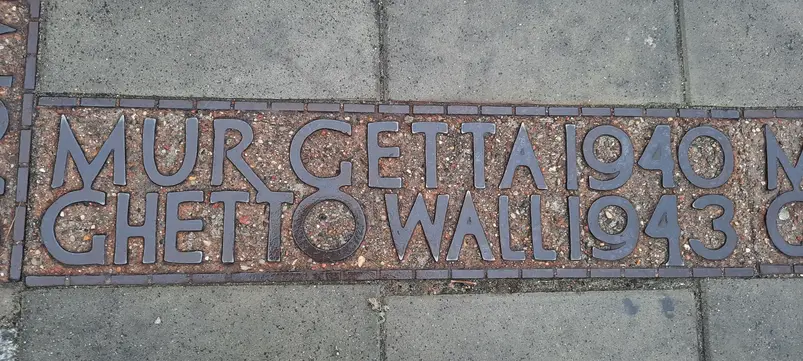 MUR GETTA 1940
GHETTO WALL 1943